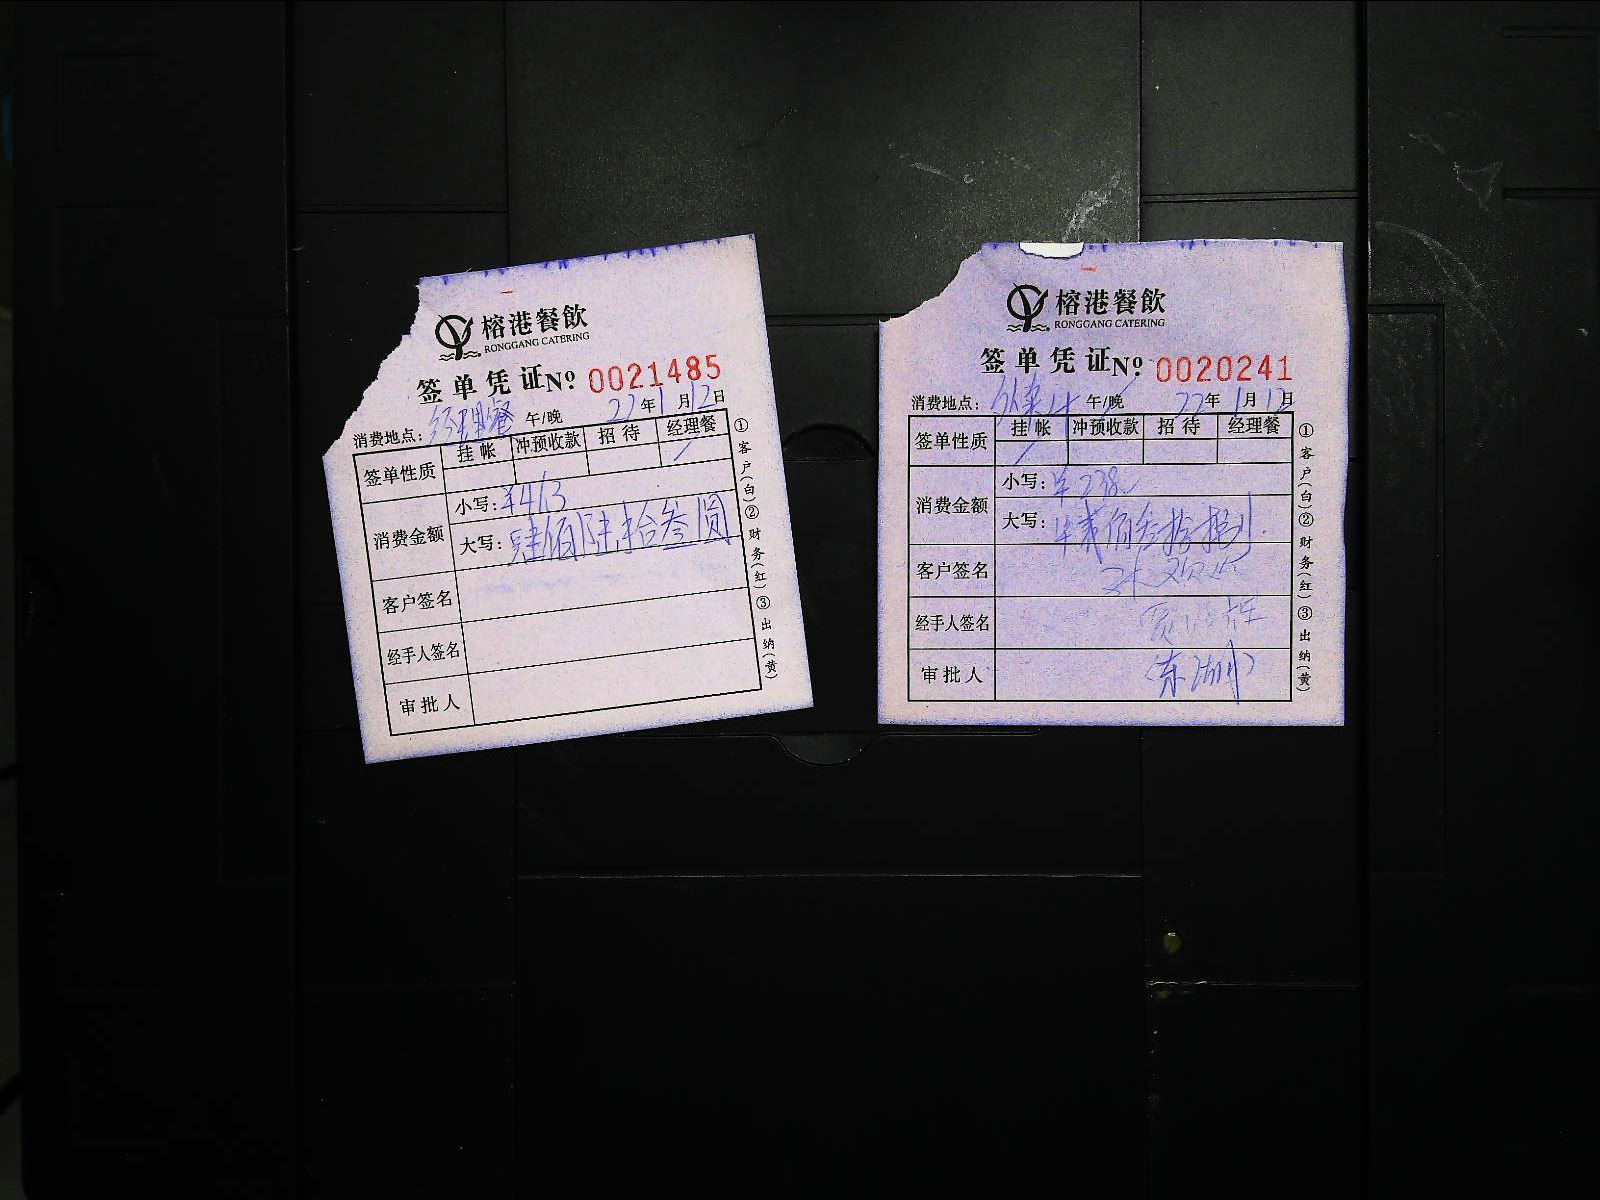 榕港餐飲
RONGGANG CATERING
签单凭证№ 0021485
消费地点: 经理餐 午/晚 22年1月12日
签单性质 挂帐 冲预收款 招待 经理餐
消费金额
小写: ¥463
大写: 肆佰陆拾叁圆
客户签名
经手人签名
审批人
①客户(白)②财务(红)③出纳(黄)
榕港餐飲
RONGGANG CATERING
签单凭证№ 0020241
消费地点: 午/晚 22年1月12日
签单性质 挂帐 冲预收款 招待 经理餐
消费金额
小写: ¥238
大写:
客户签名
经手人签名
审批人 (东湖)
①客户(白)②财务(红)③出纳(黄)